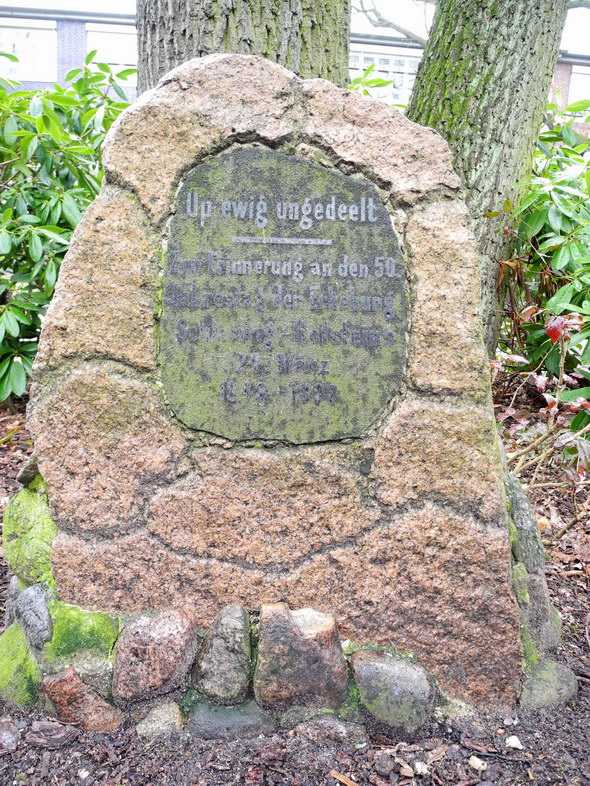 Up ewig ungedeelt
Zur Erinnerung an den 50.
Jahrestag der Erhebung
Schleswig-Holsteins
24. März
1848-1898.